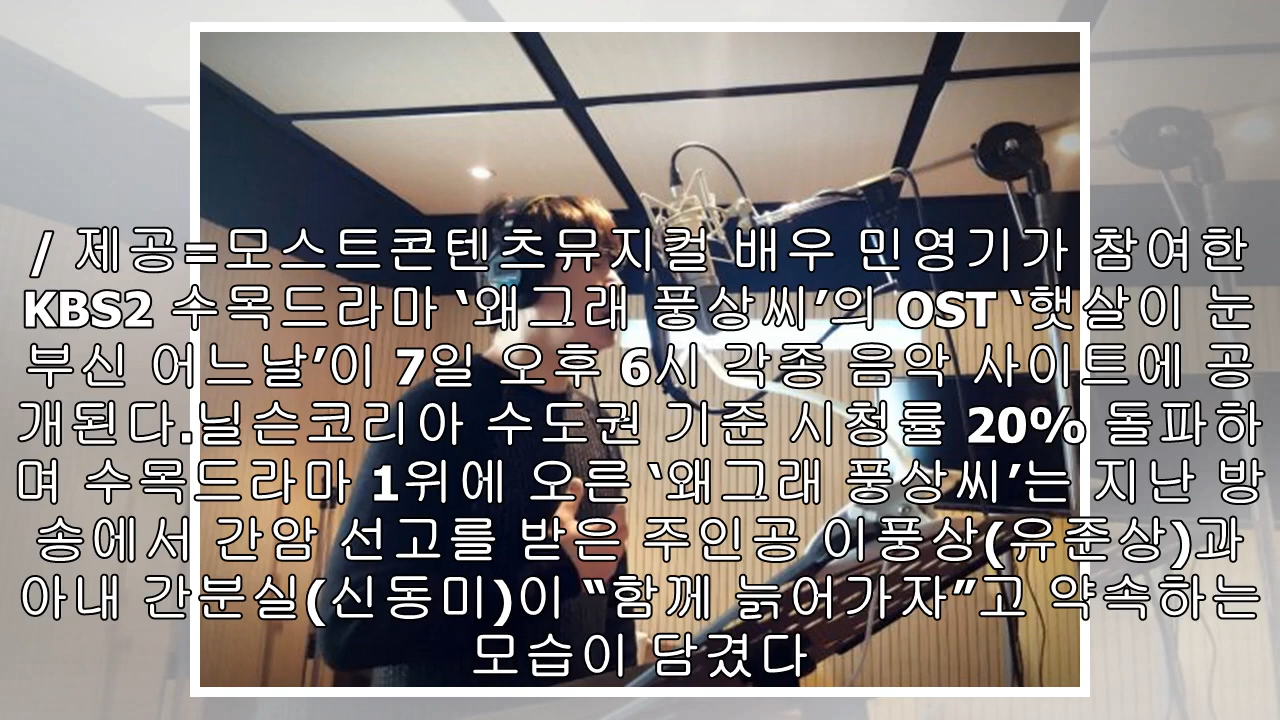 / 제공=모스트콘텐츠뮤지컬 배우 민영기가 참여한
KBS2 수목드라마 ‘왜그래 풍상씨’의 OST ‘햇살이 눈
부신 어느날’이 7일 오후 6시 각종 음악 사이트에 공
개된다.닐슨코리아 수도권 기준 시청률 20% 돌파하
며 수목드라마 1위에 오른 ‘왜그래 풍상씨’는 지난 방
송에서 간암 선고를 받은 주인공 이풍상(유준상)과
아내 간분실(신동미)이 “함께 늙어가자”고 약속하는
모습이 담겼다